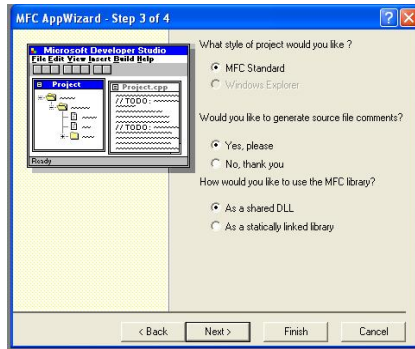 MFC AppWizard - Step 3 of 4
Microsoft Developer Studio
File Edit View Insert Build Help
Project
Project.cpp
//TODO:
//TODO:
Ready
What style of project would you like ?
MFC Standard
Windows Explorer
Would you like to generate source file comments?
Yes, please
No, thank you
How would you like to use the MFC library?
As a shared DLL
As a statically linked library
< Back
Next >
Finish
Cancel